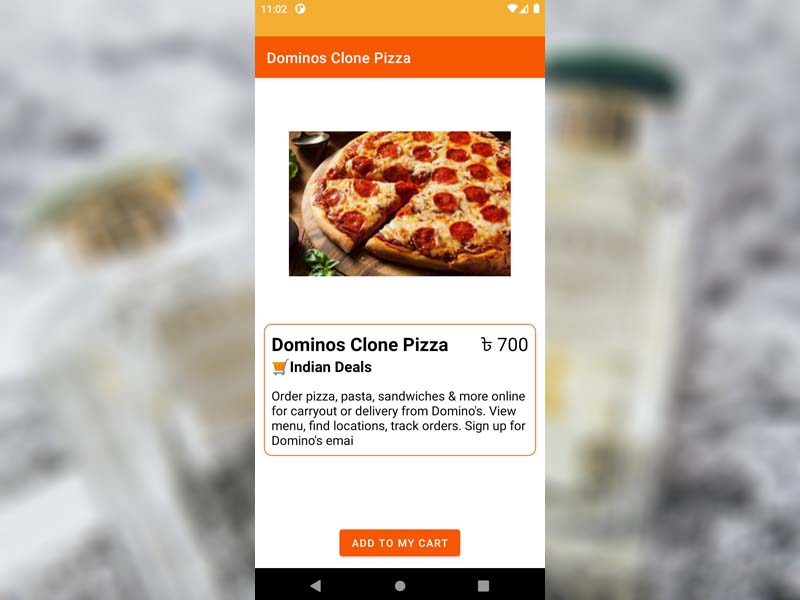 11:02
Dominos Clone Pizza
Dominos Clone Pizza ৳ 700
Indian Deals
Order pizza, pasta, sandwiches & more online
for carryout or delivery from Domino's. View
menu, find locations, track orders. Sign up for
Domino's emai
ADD TO MY CART